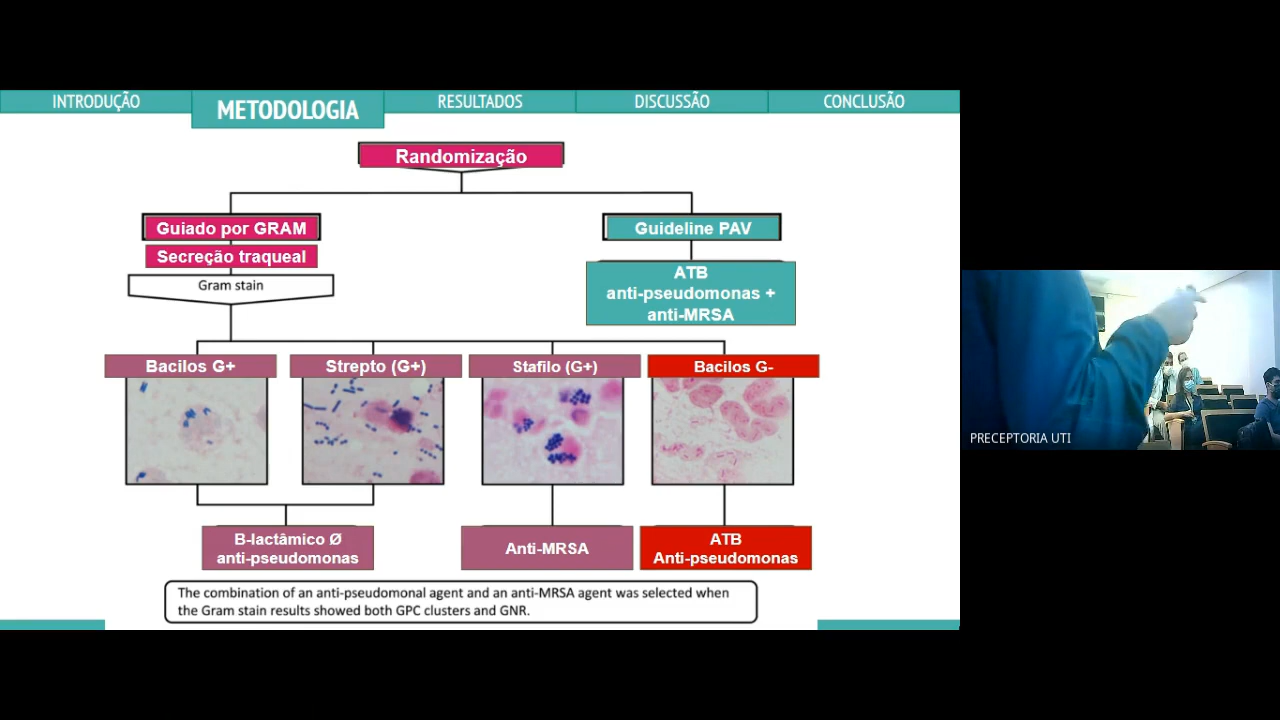 INTRODUÇÃO
METODOLOGIA
RESULTADOS
DISCUSSÃO
CONCLUSÃO
Randomização
Guiado por GRAM
Secreção traqueal
Gram stain
Guideline PAV
ATB
anti-pseudomonas +
anti-MRSA
Bacilos G+
Strepto (G+)
Stafilo (G+)
Bacilos G-
B-lactâmico Ø
anti-pseudomonas
Anti-MRSA
ATB
Anti-pseudomonas
The combination of an anti-pseudomonal agent and an anti-MRSA agent was selected when
the Gram stain results showed both GPC clusters and GNR.
PRECEPTORIA UTI